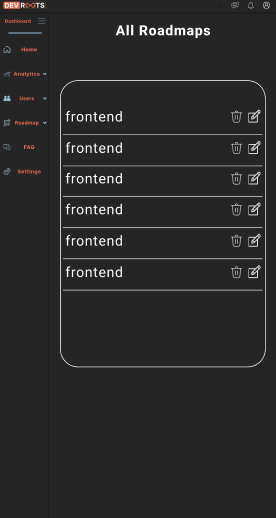 DEVROOTS
Dashboard
Home
Analytics
Users
Roadmap
FAQ
Settings
All Roadmaps
frontend
frontend
frontend
frontend
frontend
frontend